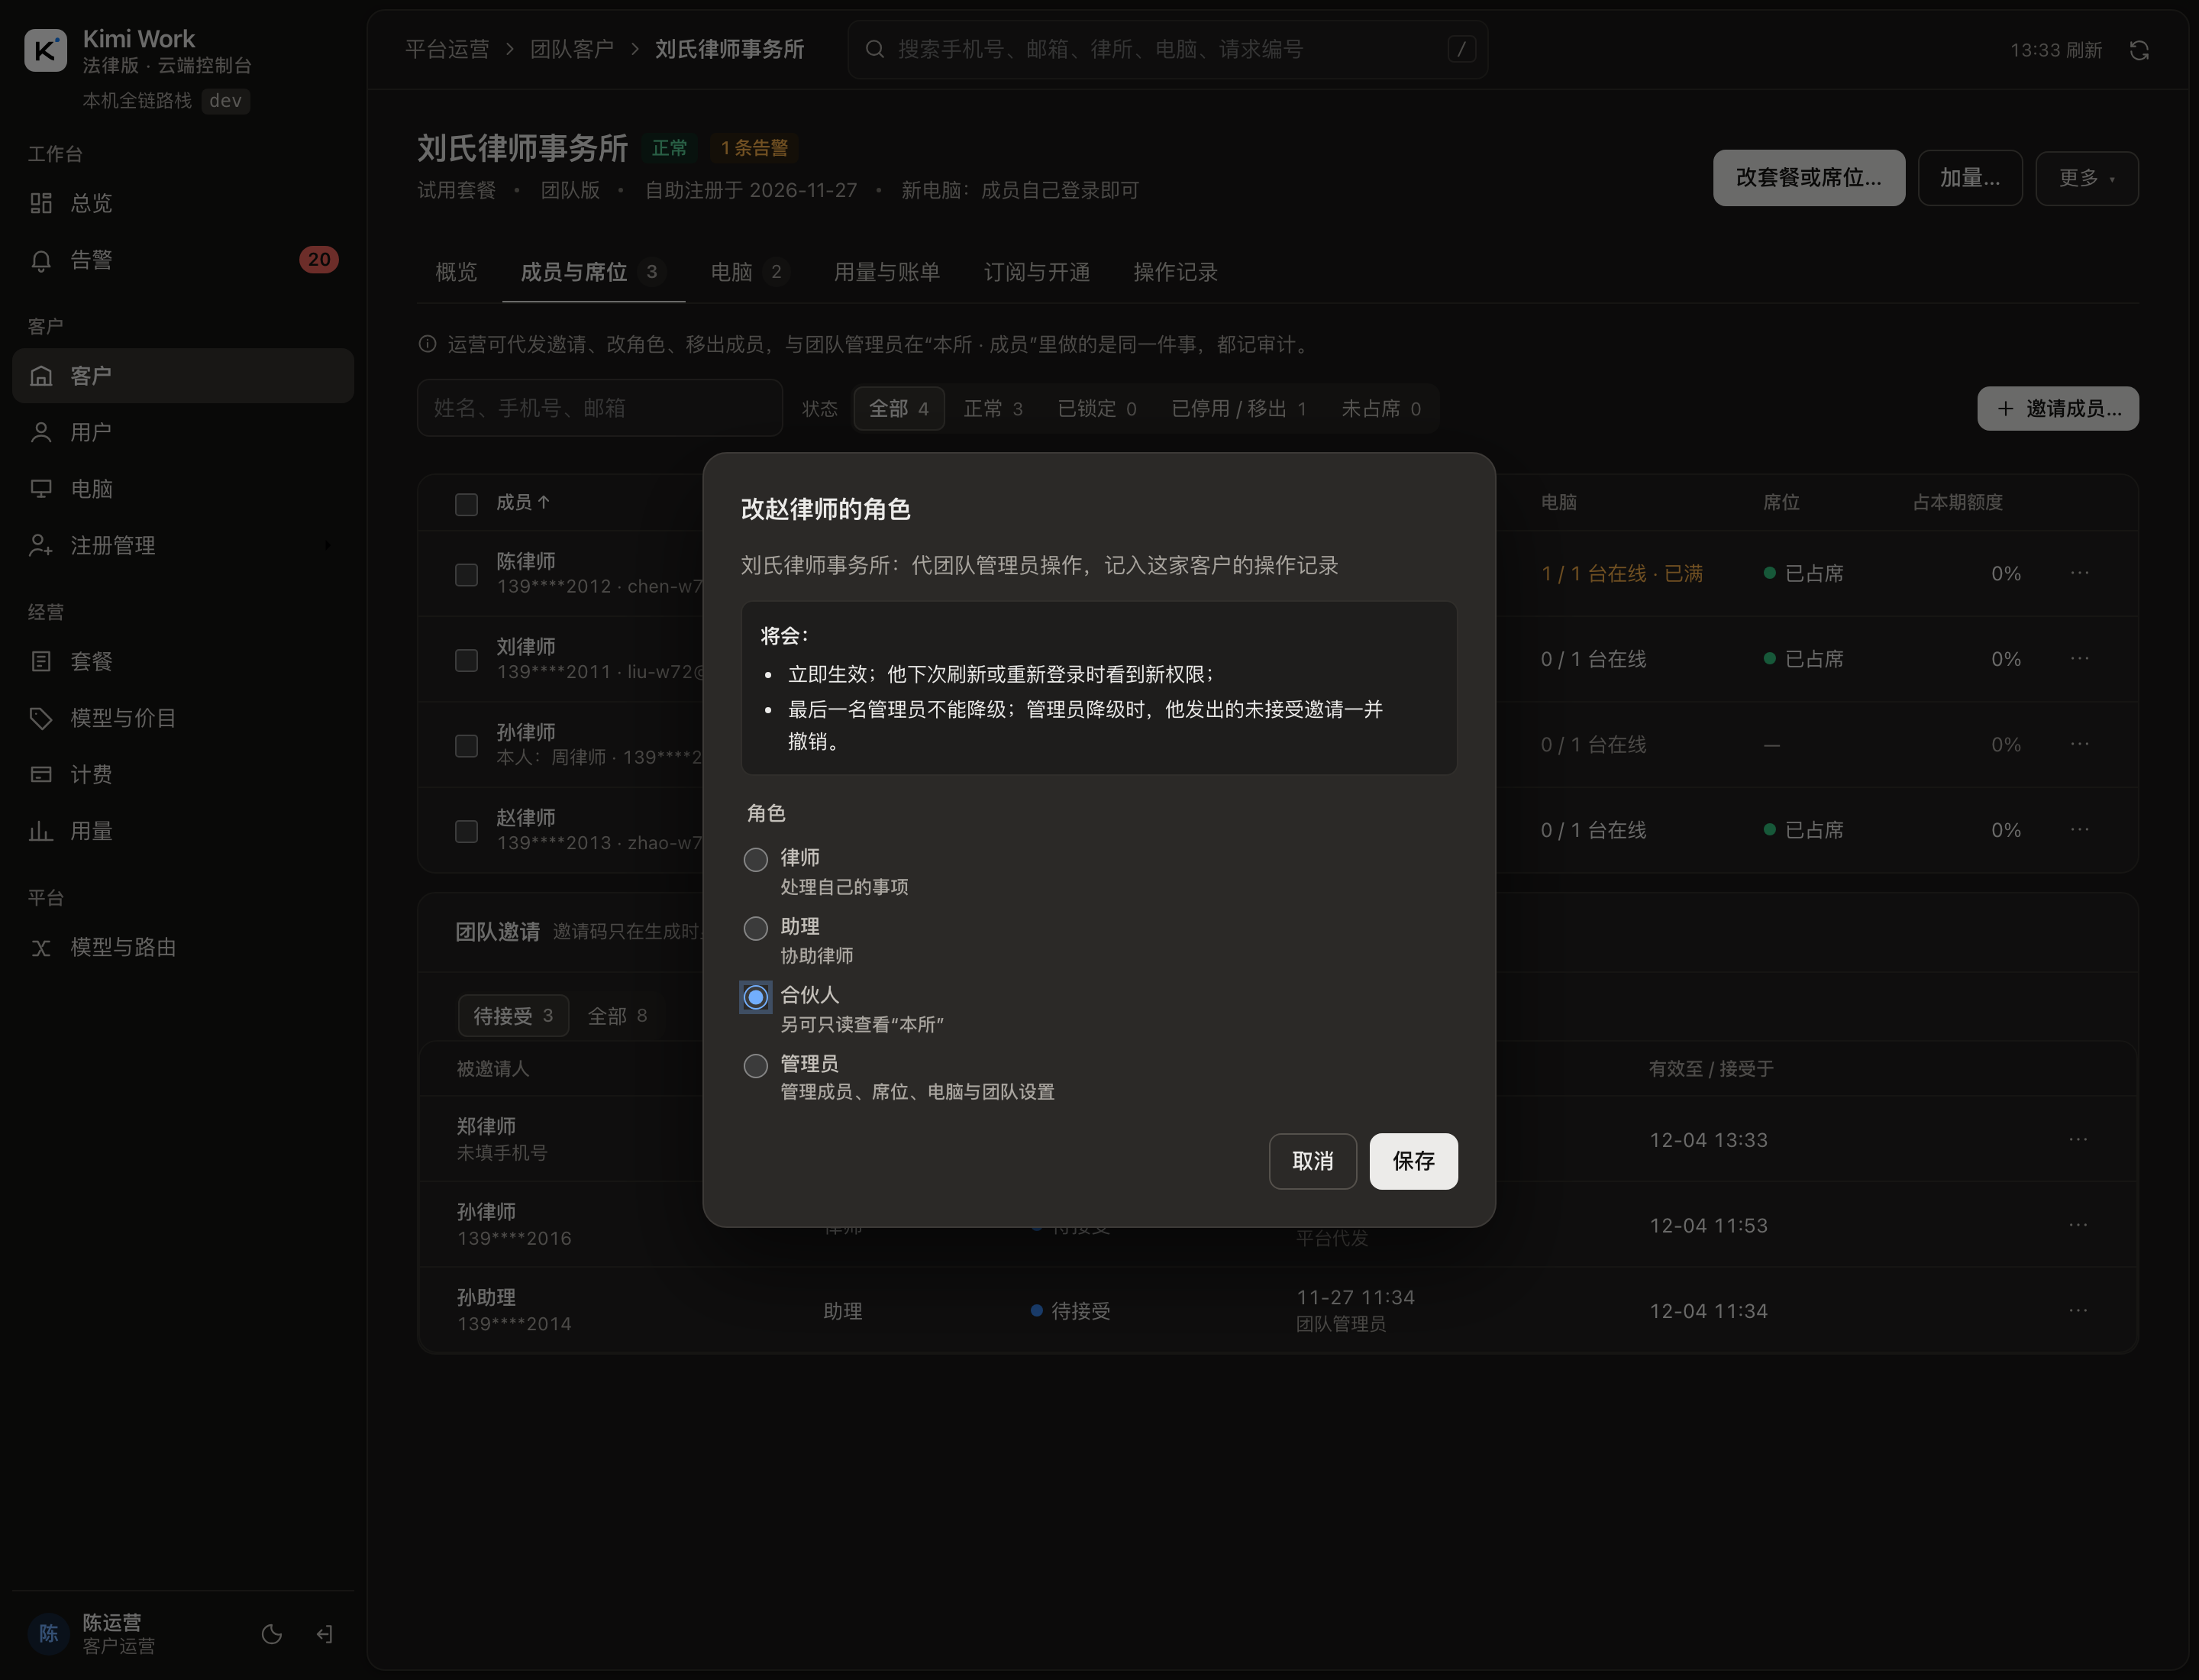 Kimi Work
法律版 · 云端控制台
本机全链路栈 dev
工作台
总览
告警 20
客户
客户
用户
电脑
注册管理
经营
套餐
模型与价目
计费
用量
平台
模型与路由
陈 陈运营
客户运营
平台运营 > 团队客户 > 刘氏律师事务所
搜索手机号、邮箱、律所、电脑、请求编号 /
13:33 刷新
刘氏律师事务所 正常 1 条告警
试用套餐 • 团队版 • 自助注册于 2026-11-27 • 新电脑：成员自己登录即可
改套餐或席位… 加量… 更多
概览 成员与席位 3 电脑 2 用量与账单 订阅与开通 操作记录
运营可代发邀请、改角色、移出成员，与团队管理员在“本所 · 成员”里做的是同一件事，都记审计。
姓名、手机号、邮箱 状态 全部 4 正常 3 已锁定 0 已停用 / 移出 1 未占席 0
+ 邀请成员…
成员 ↑ 电脑 席位 占本期额度
陈律师
139****2012 · chen-w7
1 / 1 台在线 · 已满 已占席 0% …
刘律师
139****2011 · liu-w72@
0 / 1 台在线 已占席 0% …
孙律师
本人：周律师 · 139****2
0 / 1 台在线 — 0% …
赵律师
139****2013 · zhao-w7
0 / 1 台在线 已占席 0% …
改赵律师的角色
刘氏律师事务所：代团队管理员操作，记入这家客户的操作记录
将会：
• 立即生效；他下次刷新或重新登录时看到新权限；
• 最后一名管理员不能降级；管理员降级时，他发出的未接受邀请一并
撤销。
角色
律师
处理自己的事项
助理
协助律师
合伙人
另可只读查看“本所”
管理员
管理成员、席位、电脑与团队设置
取消 保存
团队邀请 邀请码只在生成时
待接受 3 全部 8
被邀请人 有效至 / 接受于
郑律师
未填手机号
12-04 13:33 …
孙律师
139****2016
律师 待接受 平台代发 12-04 11:53 …
孙助理
139****2014
助理 待接受 11-27 11:34
团队管理员
12-04 11:34 …